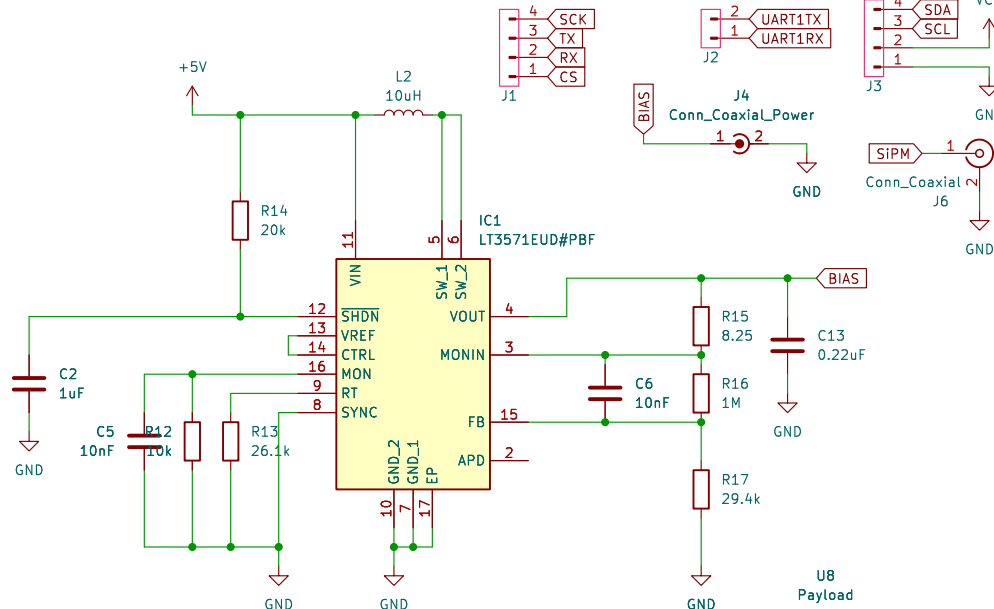 4 SCK
3 TX
2 RX
1 CS
J1
2 UART1TX
1 UART1RX
J2
4 SDA
3 SCL
2
1
J3
GN
+5V
L2
10uH
BIAS
J4
Conn_Coaxial_Power
1 2
GND
SiPM 1
2
Conn_Coaxial
J6
GND
R14
20k
IC1
LT3571EUD#PBF
11 VIN
5 SW_1
6 SW_2
12 SHDN
13 VREF
14 CTRL
16 MON
9 RT
8 SYNC
VOUT 4
MONIN 3
FB 15
APD 2
GND_2 10
GND_1 7
EP 17
BIAS
R15
8.25
C13
0.22uF
GND
C6
10nF
R16
1M
R17
29.4k
GND
C2
1uF
GND
C5
10nF
R12
10k
R13
26.1k
GND
GND
U8
Payload